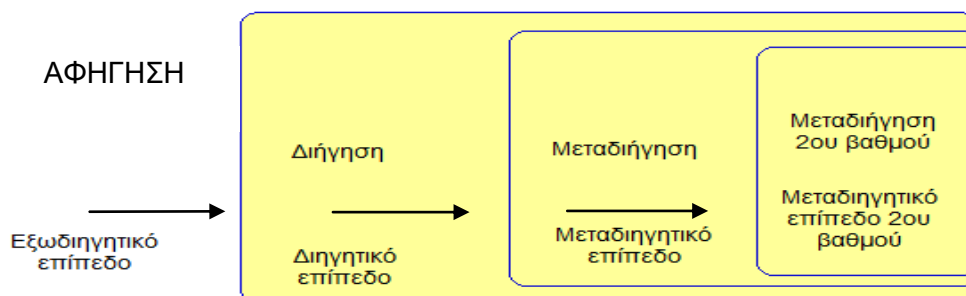 ΑΦΗΓΗΣΗ
Εξωδιηγητικό
επίπεδο
Διήγηση
Διηγητικό
επίπεδο
Μεταδιήγηση
Μεταδιηγητικό
επίπεδο
Μεταδιήγηση
2ου βαθμού
Μεταδιηγητικό
επίπεδο 2ου
βαθμού